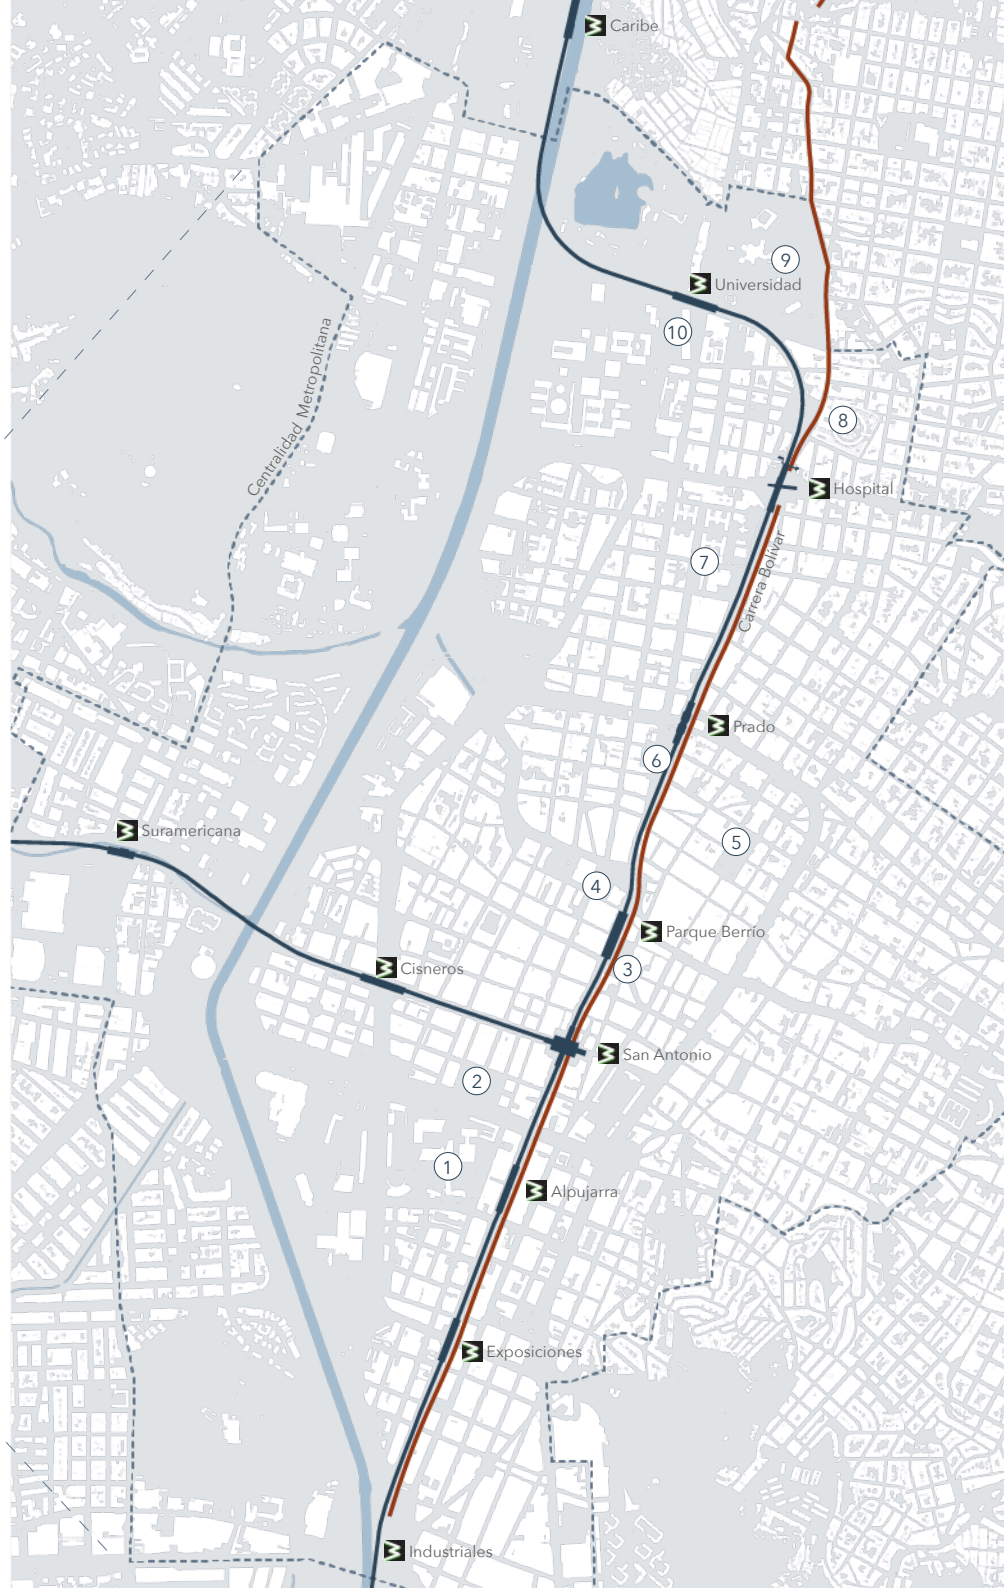 Caribe
9
Universidad
10
Centralidad Metropolitana
8
Hospital
7
Carrera Bolívar
Prado
6
Suramericana
5
4
Parque Berrío
Cisneros
3
San Antonio
2
1
Alpujarra
Exposiciones
Industriales